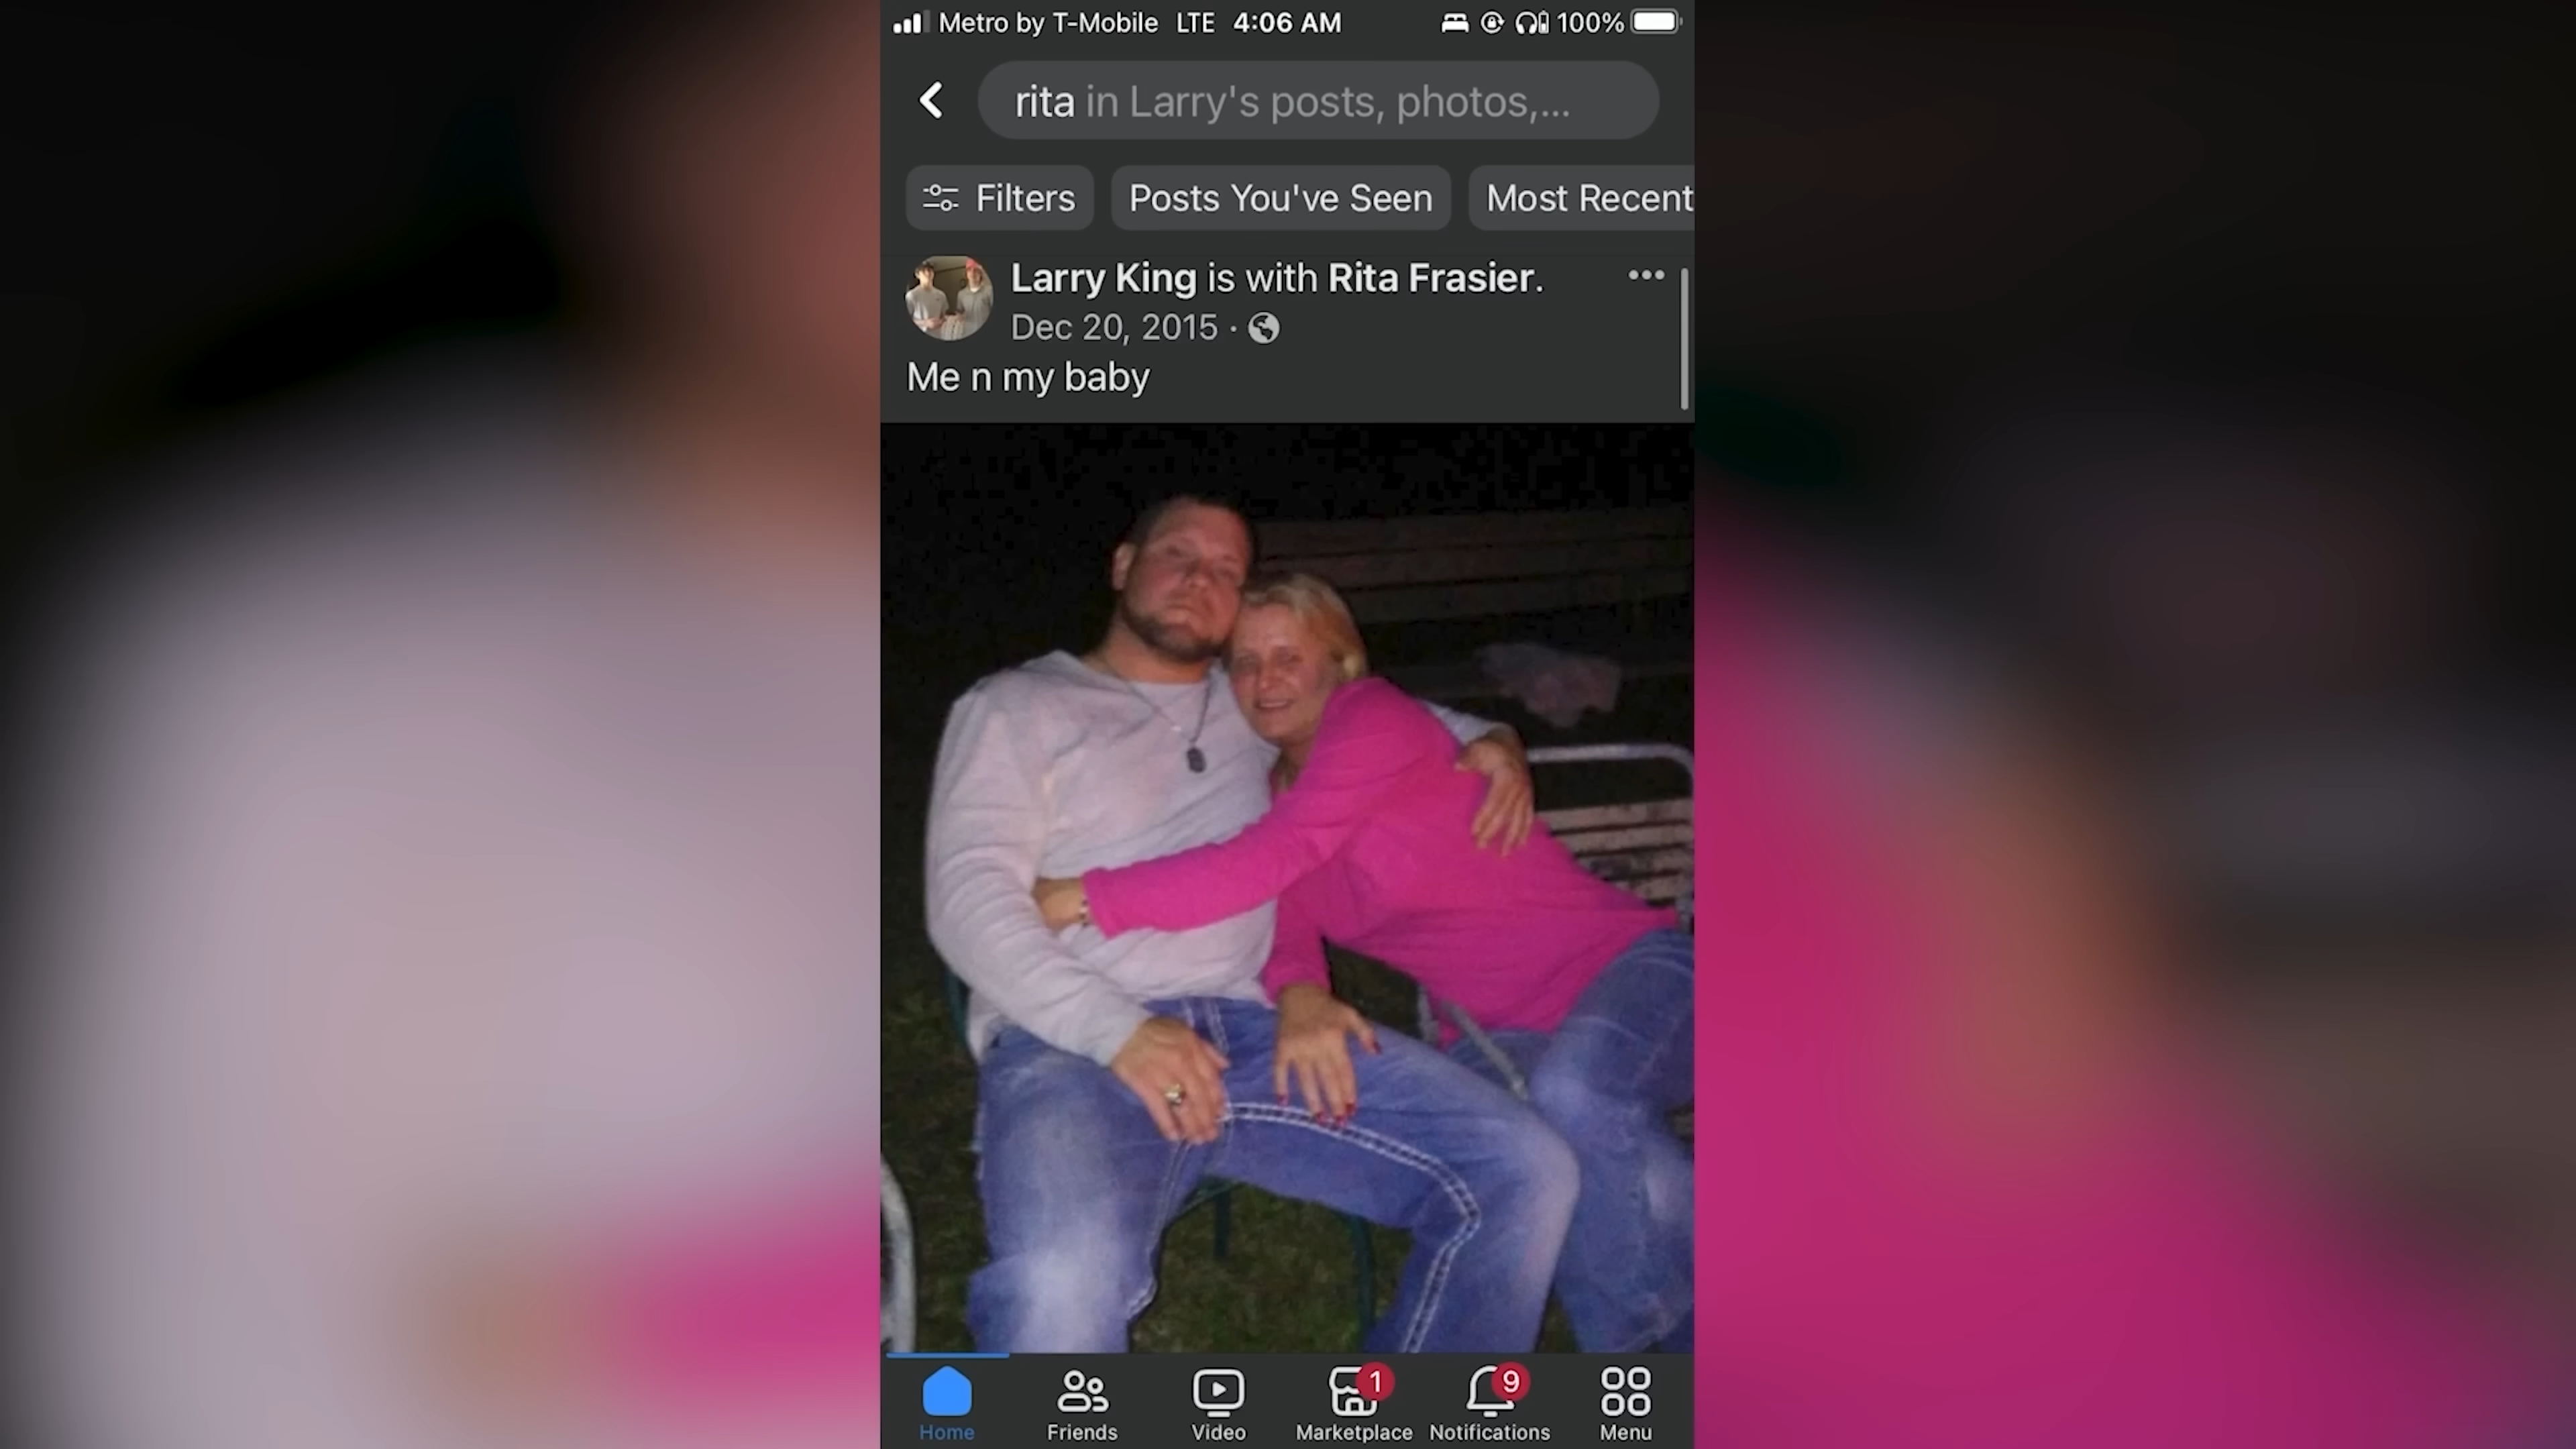 Metro by T-Mobile LTE 4:06 AM 100%
rita in Larry's posts, photos,...
Filters Posts You've Seen Most Recent
Larry King is with Rita Frasier.
Dec 20, 2015 ·
Me n my baby
1 9
Home Friends Video Marketplace Notifications Menu